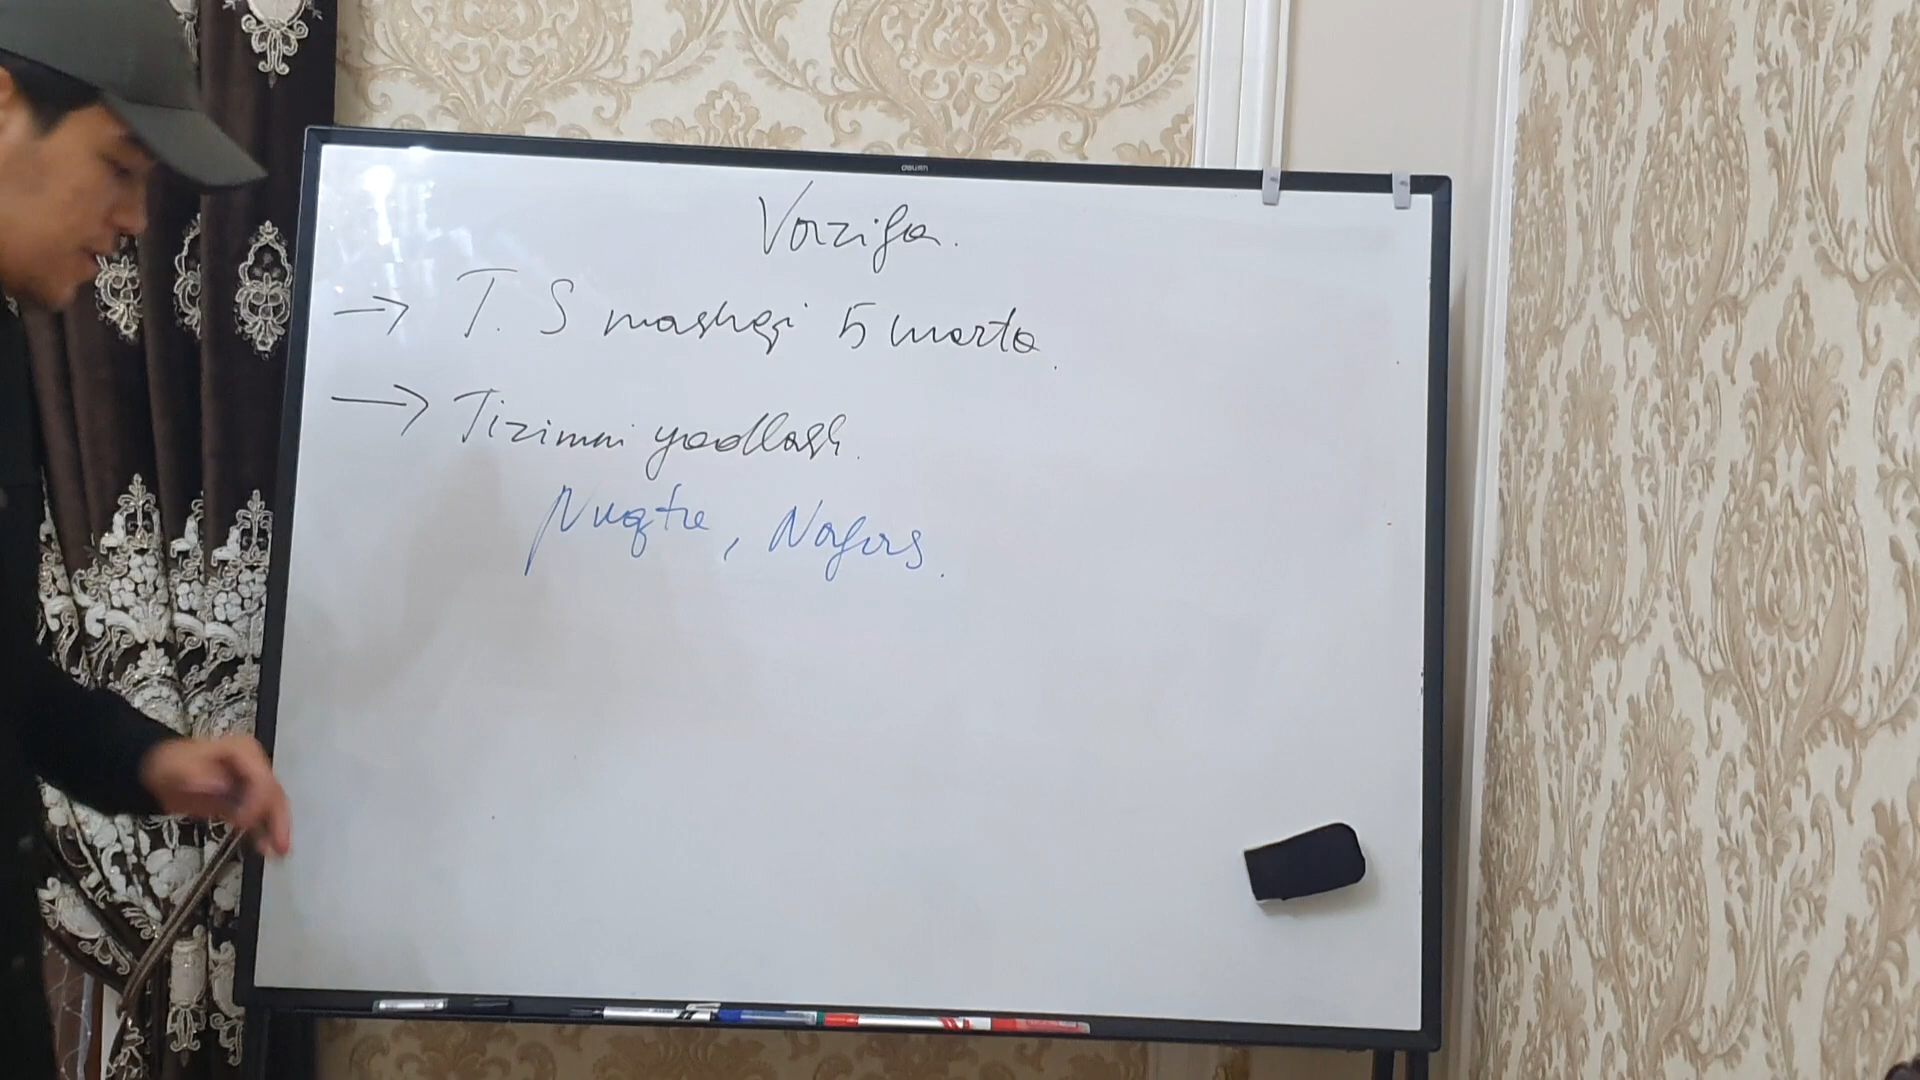 Vazifa.
→ T. S mashqi 5 marta.
→ Tizimni yodlash.
Nuqta, Nafas.